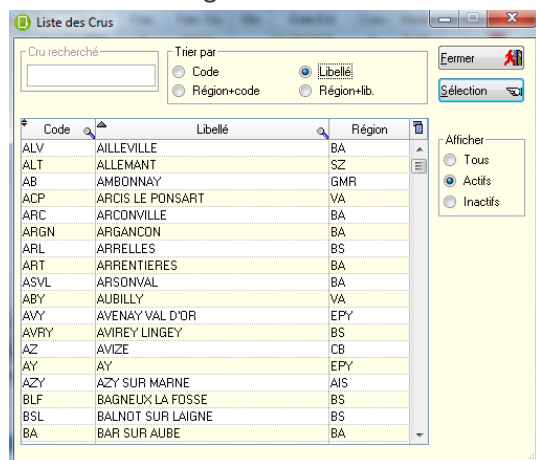 Liste des Crus
Cru recherché
Trier par
Code
Libellé
Région+code
Région+lib.
Fermer
Sélection
Afficher
Tous
Actifs
Inactifs
Code Libellé Région
ALV AILLEVILLE BA
ALT ALLEMANT SZ
AB AMBONNAY GMR
ACP ARCIS LE PONSART VA
ARC ARCONVILLE BA
ARGN ARGANCON BA
ARL ARRELLES BS
ART ARRENTIERES BA
ASVL ARSONVAL BA
ABY AUBILLY VA
AVY AVENAY VAL D'OR EPY
AVRY AVIREY LINGEY BS
AZ AVIZE CB
AY AY EPY
AZY AZY SUR MARNE AIS
BLF BAGNEUX LA FOSSE BS
BSL BALNOT SUR LAIGNE BS
BA BAR SUR AUBE BA